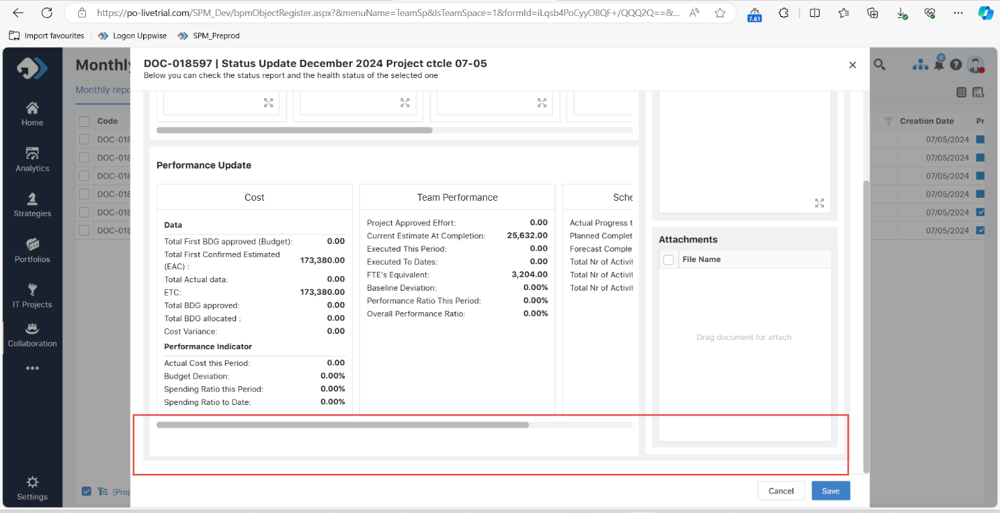 https://po-livetrial.com/SPM_Dev/bpmObjectRegister.aspx?&menuName=TeamSp&IsTeamSpace=1&formId=iLqsb4PoCyyO8QF+/QQQ2Q==&...
7.61
Import favourites
Logon Uppwise
SPM_Preprod
Home
Analytics
Strategies
Portfolios
IT Projects
Collaboration
Settings
Monthly
Monthly repo
Code
DOC-018
DOC-018
DOC-018
DOC-018
DOC-018
DOC-018
[Proj
DOC-018597 | Status Update December 2024 Project ctcle 07-05
Below you can check the status report and the health status of the selected one
Performance Update
Cost
Data
Total First BDG approved (Budget): 0.00
Total First Confirmed Estimated
(EAC) : 173,380.00
Total Actual data: 0.00
ETC: 173,380.00
Total BDG approved: 0.00
Total BDG allocated : 0.00
Cost Variance: 0.00
Performance Indicator
Actual Cost this Period: 0.00
Budget Deviation: 0.00%
Spending Ratio this Period: 0.00%
Spending Ratio to Date: 0.00%
Team Performance
Project Approved Effort: 0.00
Current Estimate At Completion: 25,632.00
Executed This Period: 0.00
Executed To Dates: 0.00
FTE's Equivalent: 3,204.00
Baseline Deviation: 0.00%
Performance Ratio This Period: 0.00%
Overall Performance Ratio: 0.00%
Sche
Actual Progress t
Planned Complet
Forecast Comple
Total Nr of Activit
Total Nr of Activit
Total Nr of Activit
Attachments
File Name
Drag document for attach
Cancel
Save
8
XLS
Creation Date
Pr
07/05/2024
07/05/2024
07/05/2024
07/05/2024
07/05/2024
07/05/2024